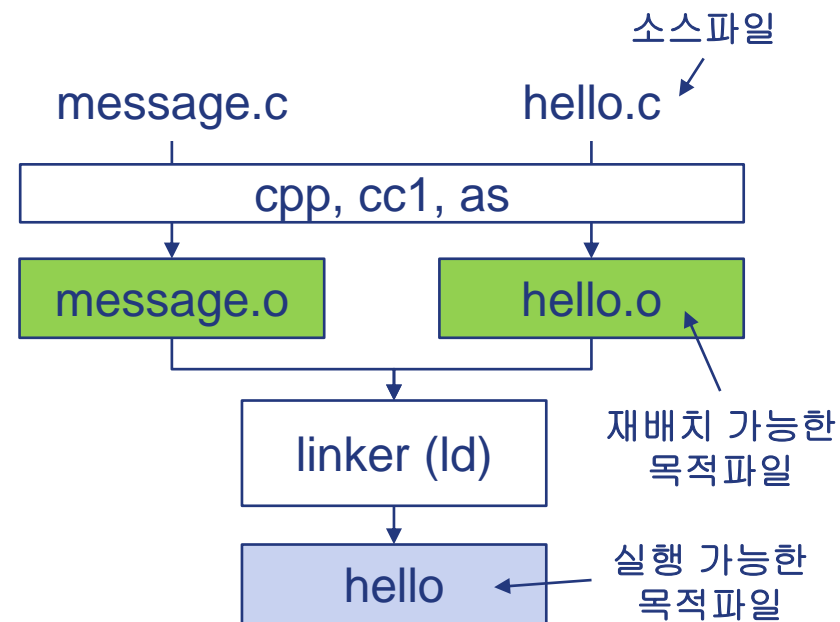 소스파일
message.c
hello.c
cpp, cc1, as
message.o
hello.o
linker (ld)
재배치 가능한
목적파일
hello
실행 가능한
목적파일